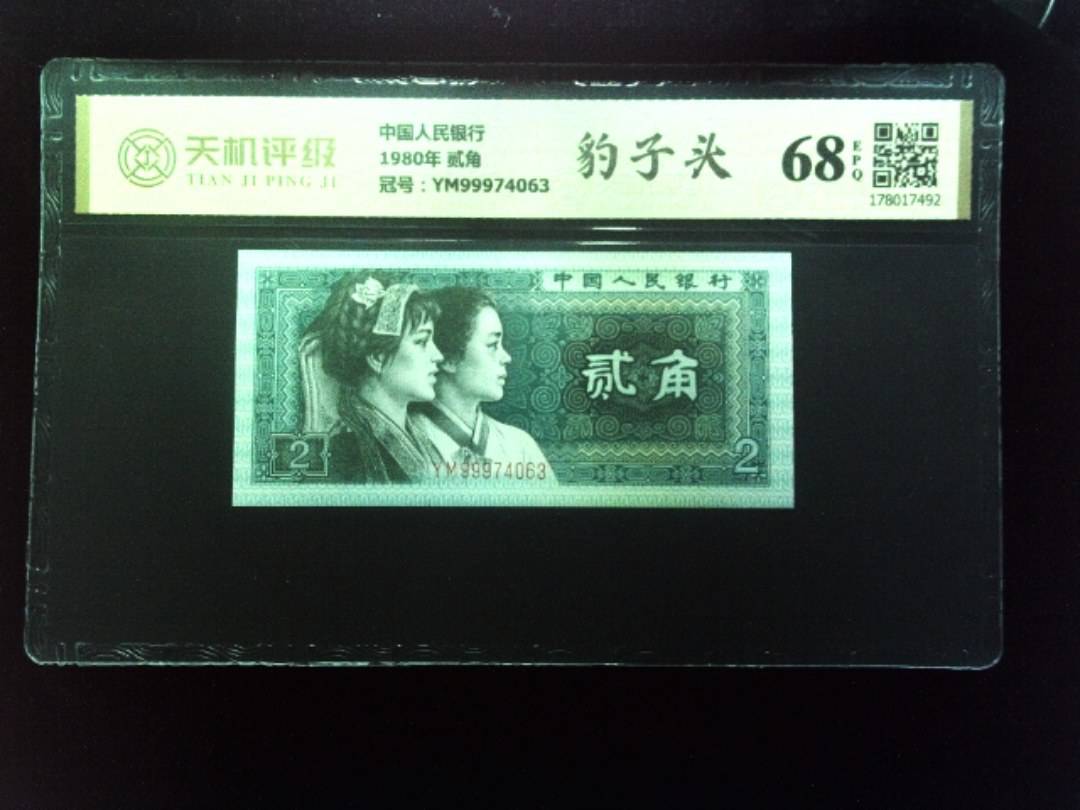 天机评级
TIAN JI PING JI
中国人民银行
1980年 贰角
冠号：YM99974063
豹子头
68
EPQ
178017492
中国人民银行
贰角
2
2
YM99974063